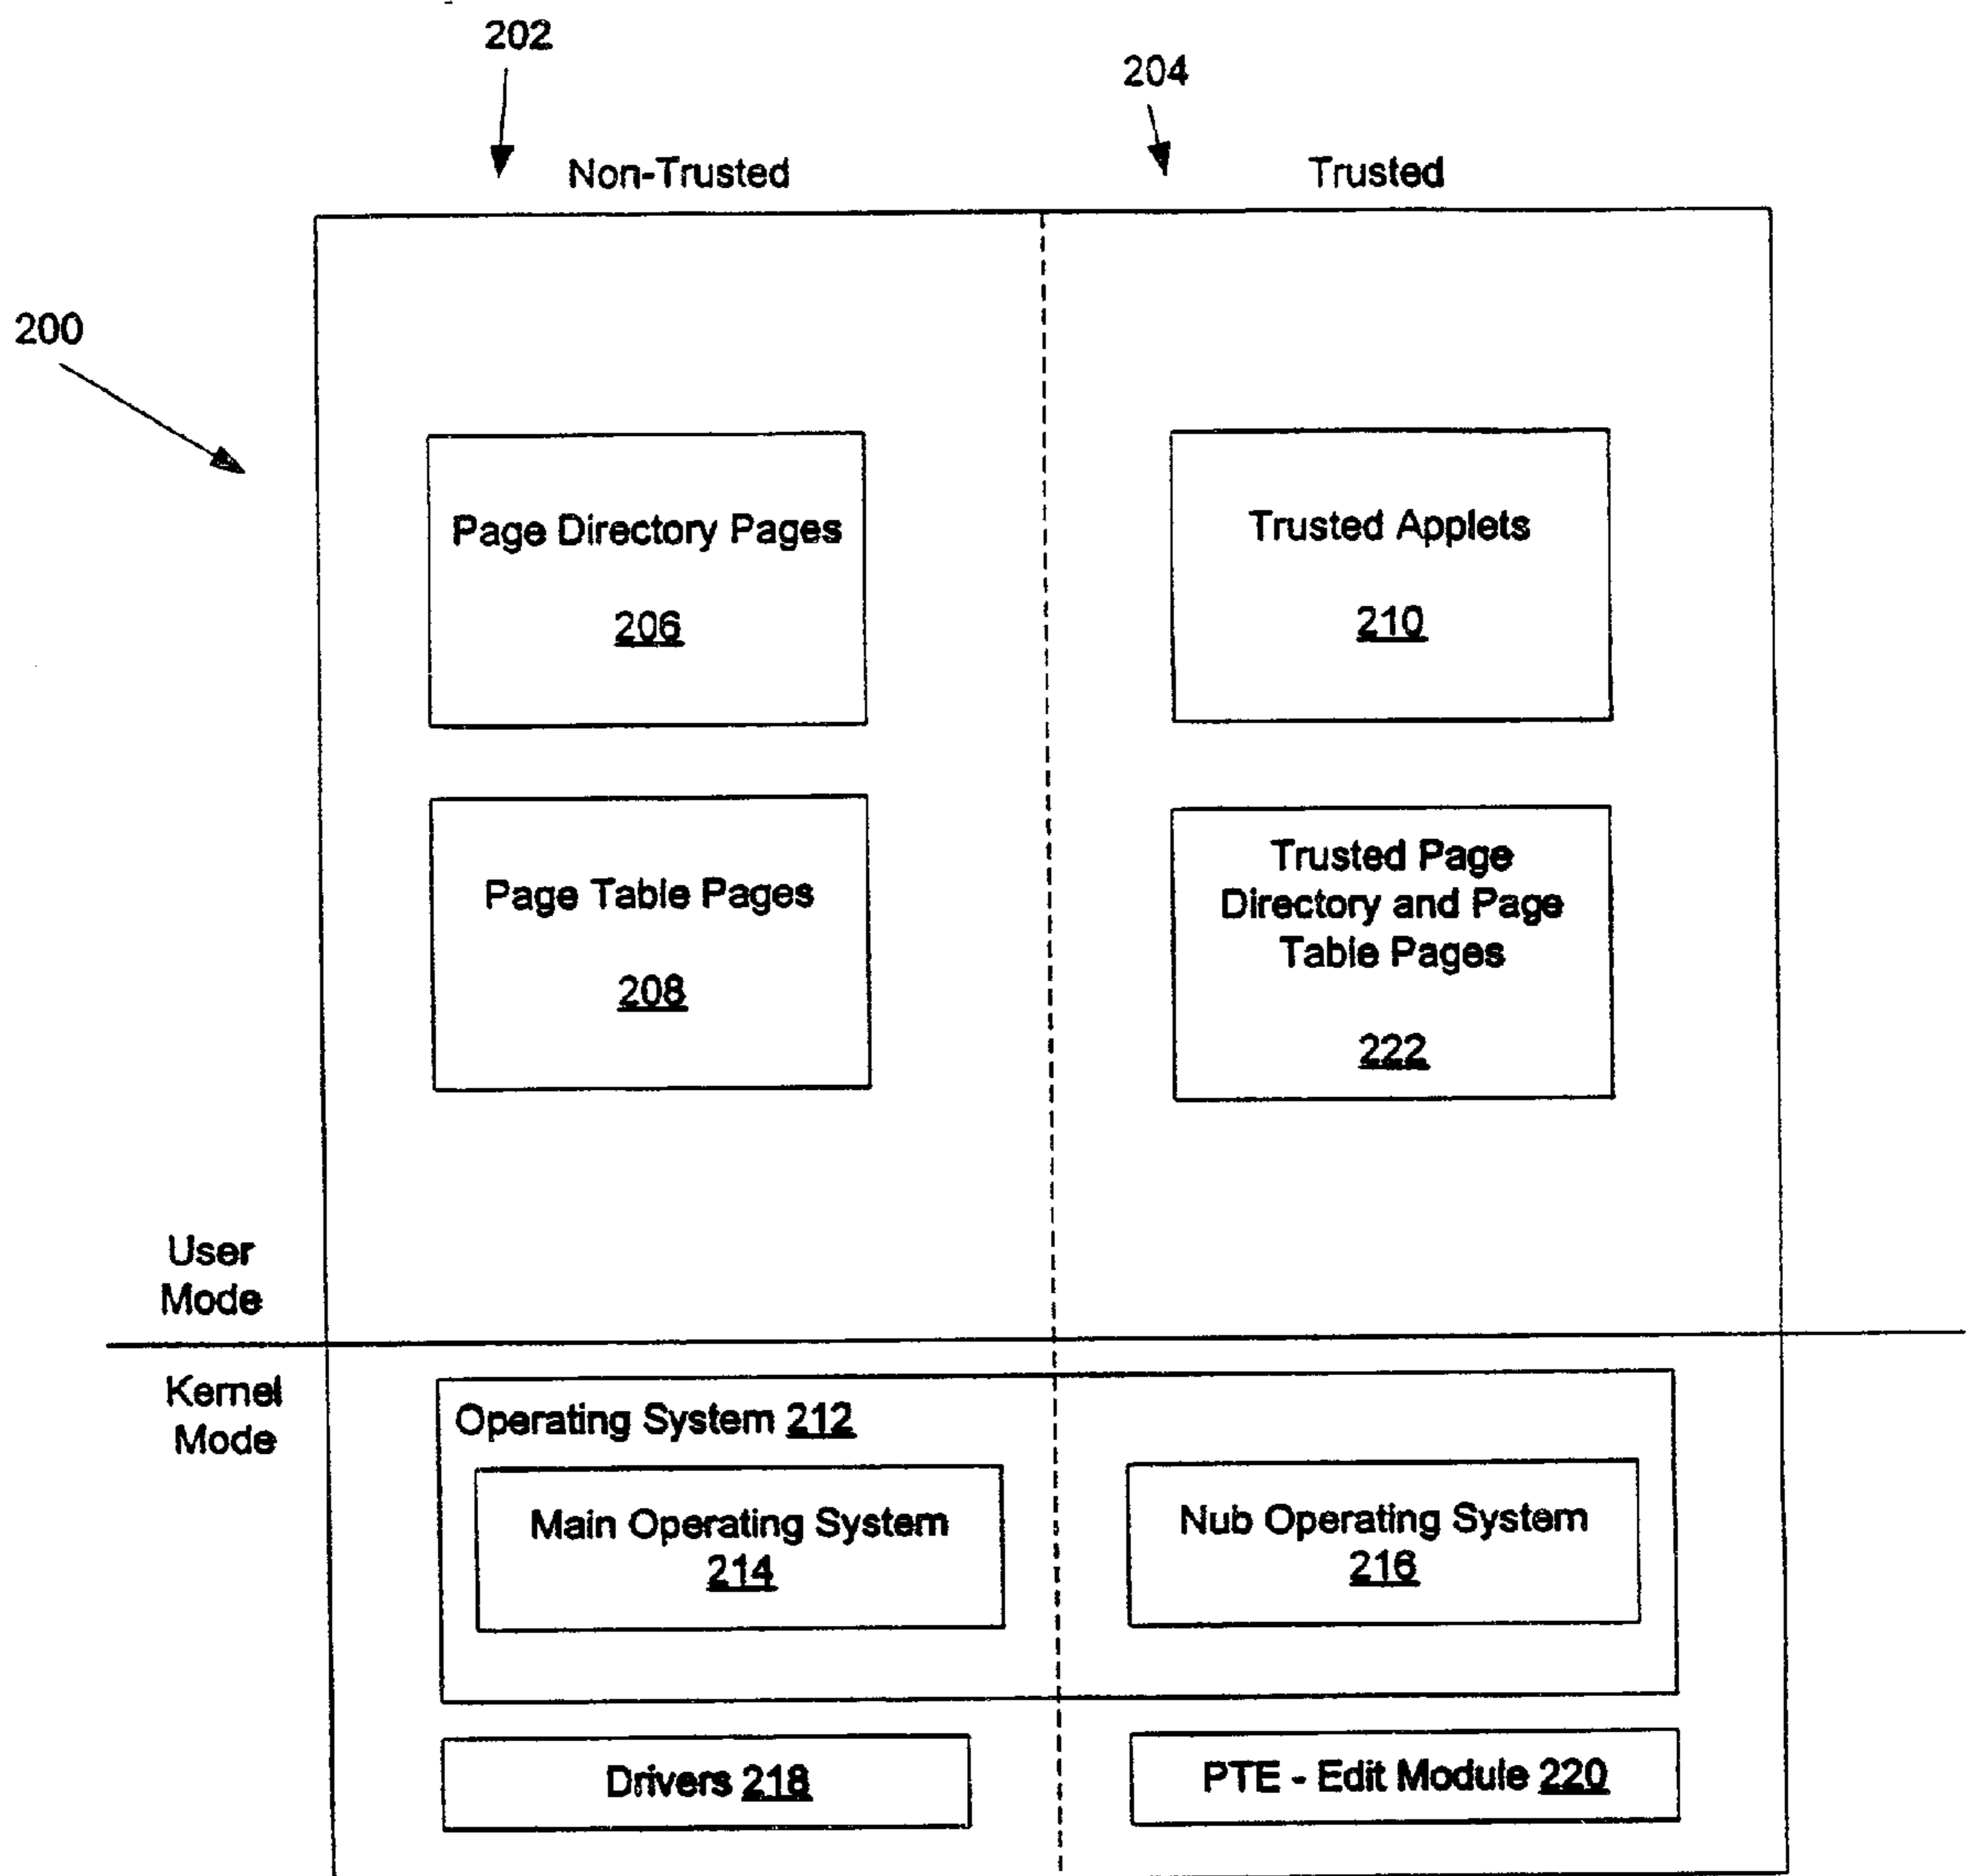 202
204
Non-Trusted
Trusted
200
Page Directory Pages
206
Trusted Applets
210
Page Table Pages
208
Trusted Page
Directory and Page
Table Pages
222
User
Mode
Kernel
Mode
Operating System 212
Main Operating System
214
Nub Operating System
216
Drivers 218
PTE - Edit Module 220